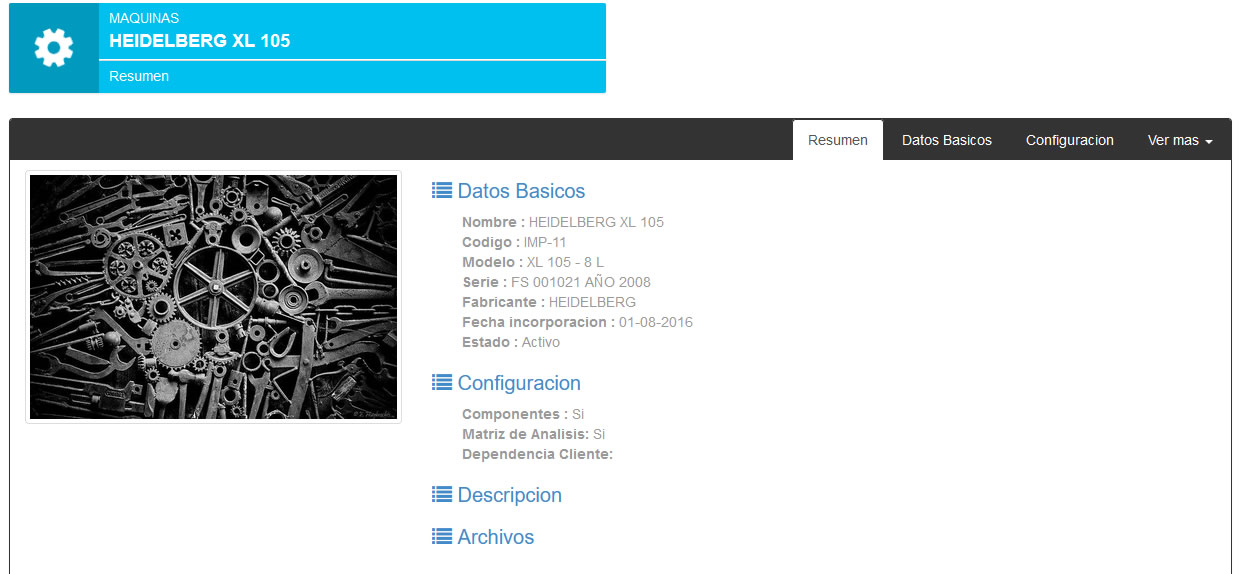 MAQUINAS
HEIDELBERG XL 105
Resumen
Resumen Datos Basicos Configuracion Ver mas
Datos Basicos
Nombre : HEIDELBERG XL 105
Codigo : IMP-11
Modelo : XL 105 - 8 L
Serie : FS 001021 AÑO 2008
Fabricante : HEIDELBERG
Fecha incorporacion : 01-08-2016
Estado : Activo
Configuracion
Componentes : Si
Matriz de Analisis: Si
Dependencia Cliente:
Descripcion
Archivos